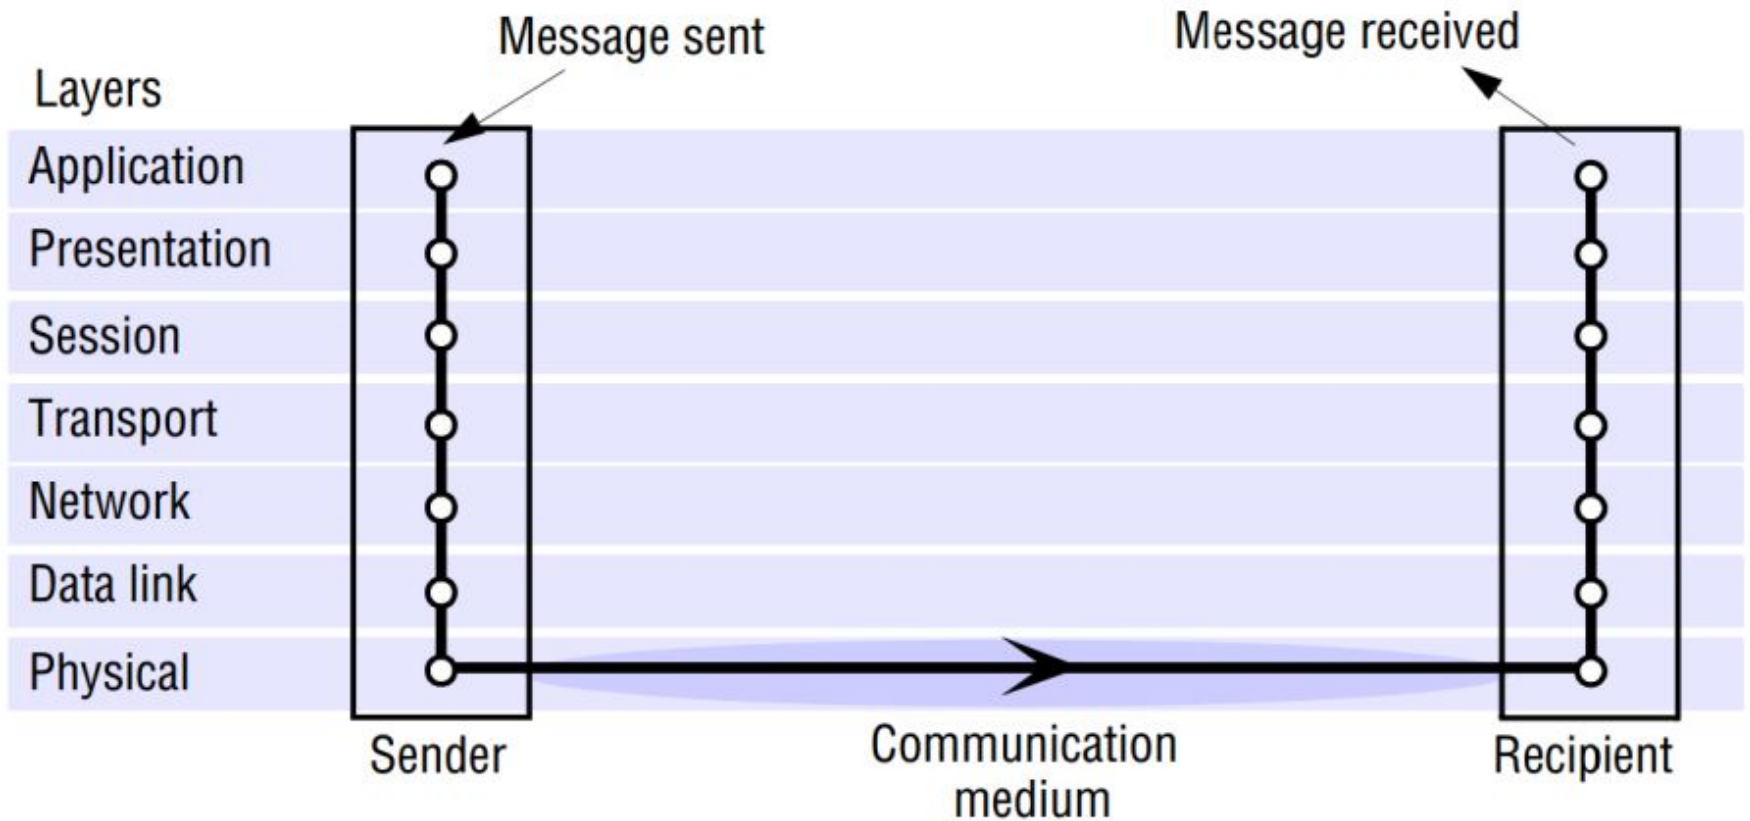 Message sent
Message received
Layers
Application
Presentation
Session
Transport
Network
Data link
Physical
Sender
Communication
medium
Recipient